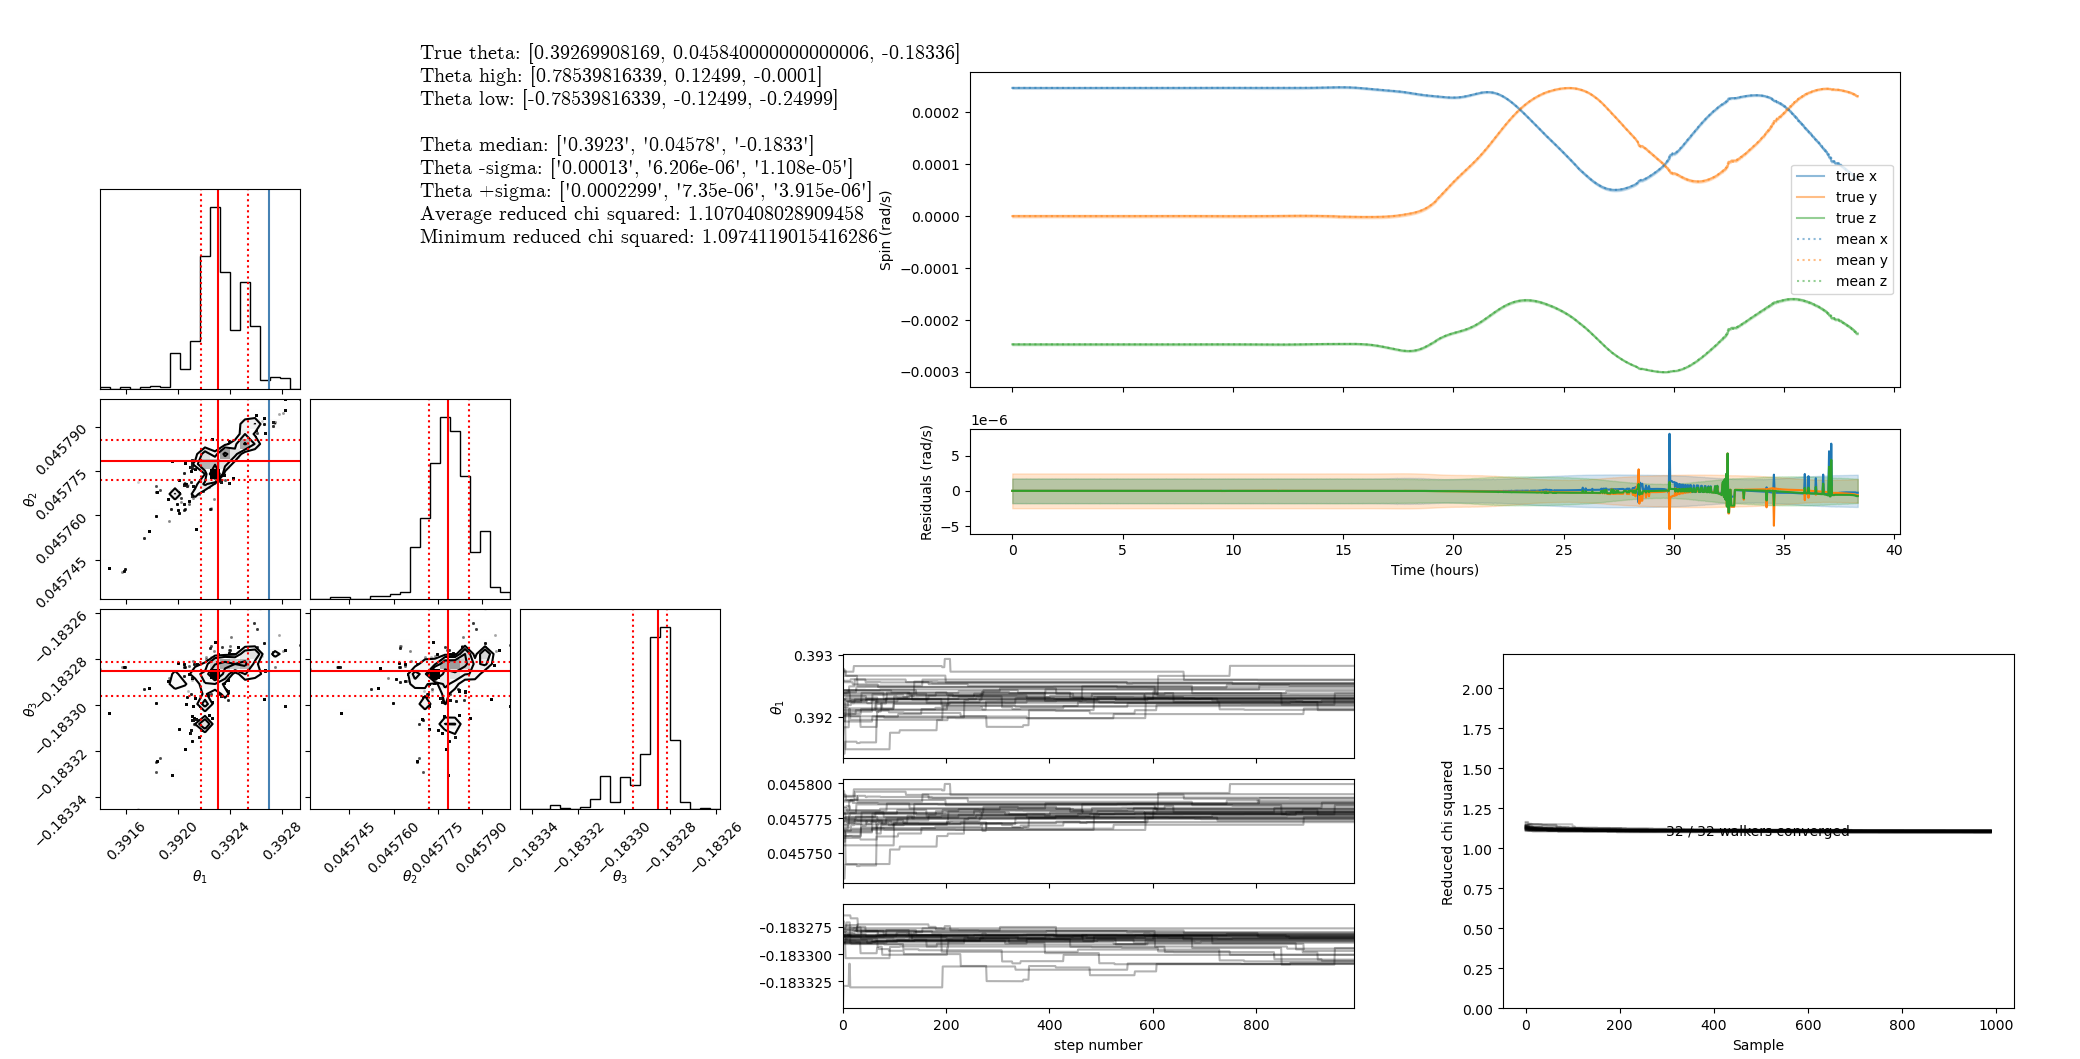 True theta: [0.39269908169, 0.045840000000000006, -0.18336]
Theta high: [0.78539816339, 0.12499, -0.0001]
Theta low: [-0.78539816339, -0.12499, -0.24999]
Theta median: ['0.3923', '0.04578', '-0.1833']
Theta -sigma: ['0.00013', '6.206e-06', '1.108e-05']
Theta +sigma: ['0.0002299', '7.35e-06', '3.915e-06']
Average reduced chi squared: 1.1070408028909458
Minimum reduced chi squared: 1.0974119015416286
0.0002
0.0001
0.0000
−0.0001
−0.0002
−0.0003
Spin (rad/s)
true x
true y
true z
mean x
mean y
mean z
1e−6
5
0
−5
Residuals (rad/s)
0
5
10
15
20
25
30
35
40
Time (hours)
0.045790
0.045775
0.045760
0.045745
θ2
−0.18326
−0.18328
−0.18330
−0.18332
−0.18334
θ3
0.3916
0.3920
0.3924
0.3928
θ1
0.045745
0.045760
0.045775
0.045790
θ2
−0.18334
−0.18332
−0.18330
−0.18328
−0.18326
θ3
0.393
0.392
θ1
0.045800
0.045775
0.045750
−0.183275
−0.183300
−0.183325
0
200
400
600
800
step number
2.00
1.75
1.50
1.25
1.00
0.75
0.50
0.25
0.00
Reduced chi squared
32 / 32 walkers converged
0
200
400
600
800
1000
Sample